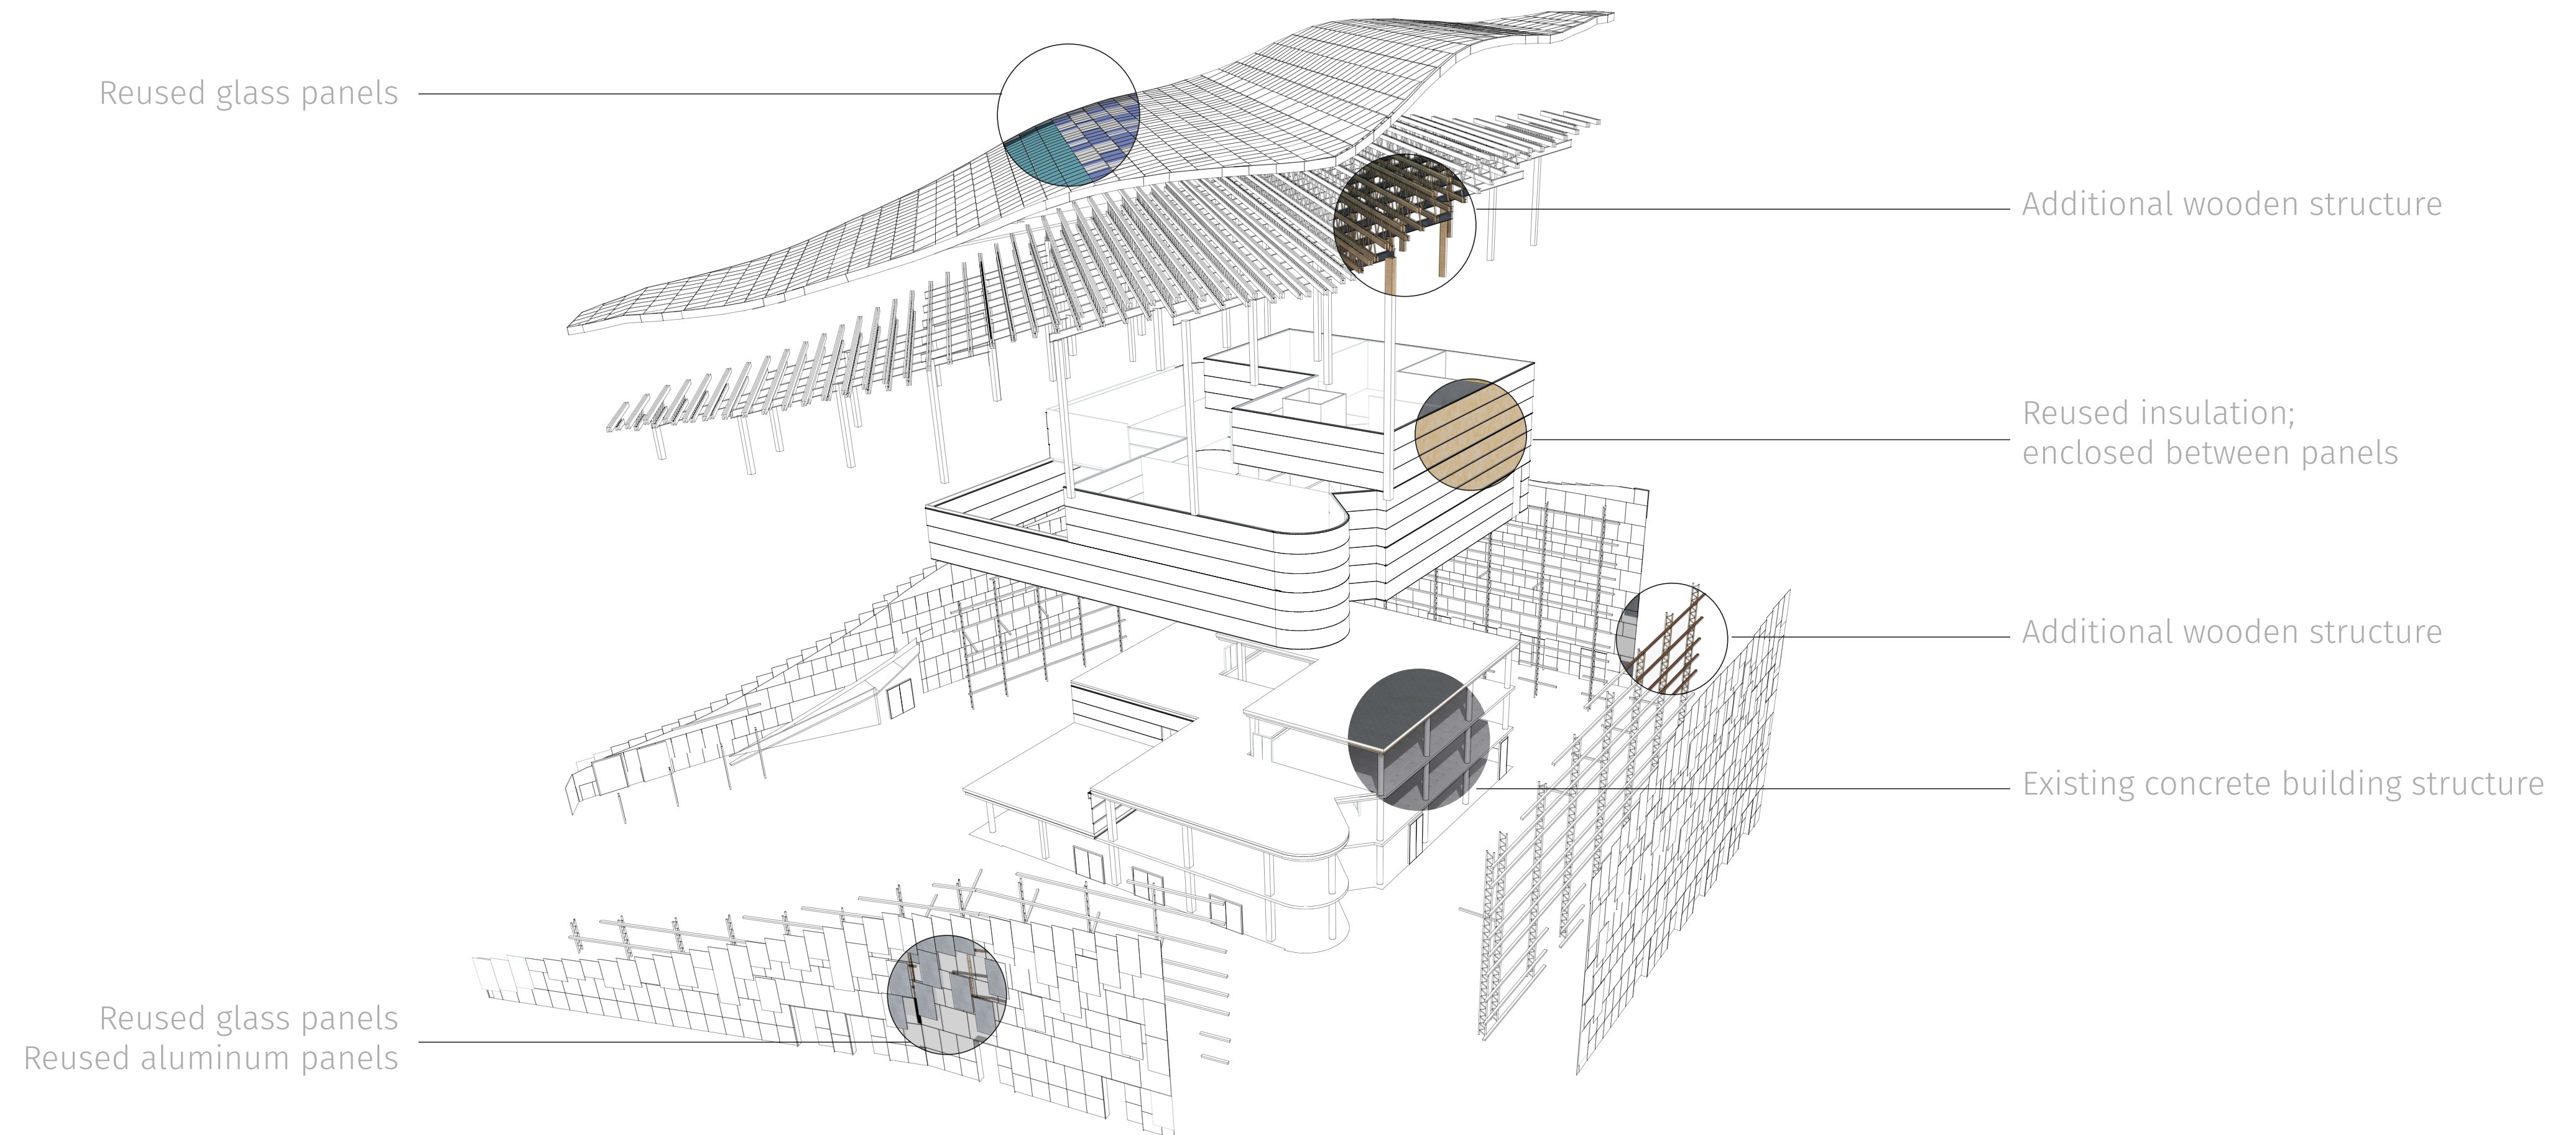 Reused glass panels
Additional wooden structure
Reused insulation;
enclosed between panels
Additional wooden structure
Existing concrete building structure
Reused glass panels
Reused aluminum panels